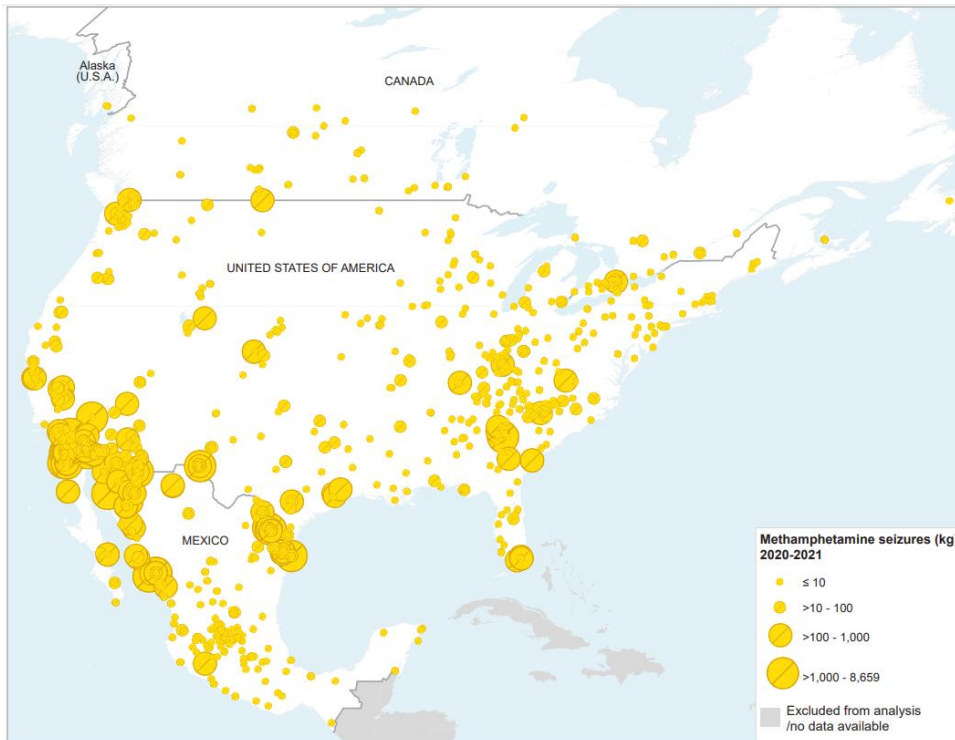 Alaska
(U.S.A.)
CANADA
UNITED STATES OF AMERICA
MEXICO
Methamphetamine seizures (kg
2020-2021
≤ 10
>10 - 100
>100 - 1,000
>1,000 - 8,659
Excluded from analysis
/no data available